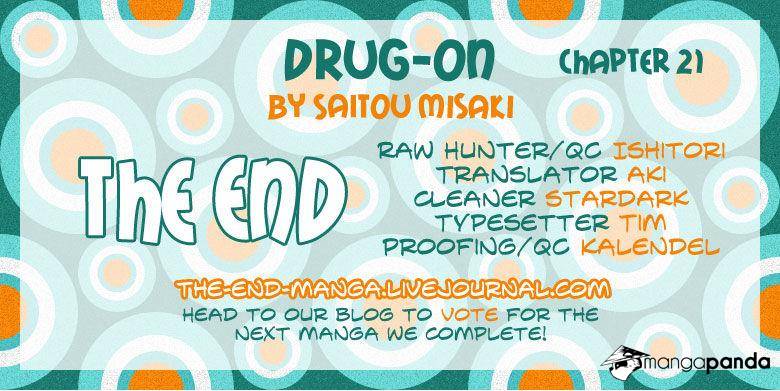 DRUG-ON CHAPTER 21
BY SAITOU MISAKI
THE END
RAW HUNTER/QC ISHITORI
TRANSLATOR AKI
CLEANER STARDARK
TYPESETTER TIM
PROOFING/QC KALENDEL
THE-END-MANGA.LIVEJOURNAL.COM
HEAD TO OUR BLOG TO VOTE FOR THE
NEXT MANGA WE COMPLETE!
mangapanda